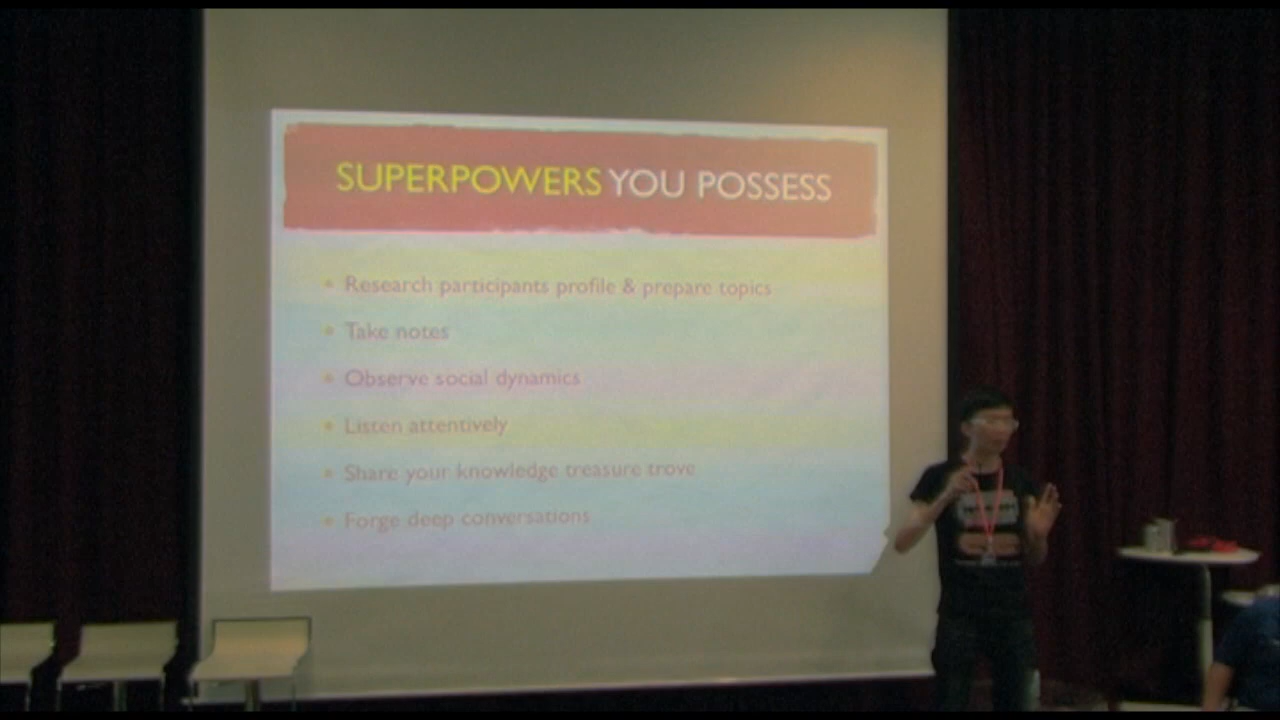 SUPERPOWERS YOU POSSESS
Research participants profile & prepare topics
Take notes
Observe social dynamics
Listen attentively
Share your knowledge treasure trove
Forge deep conversations